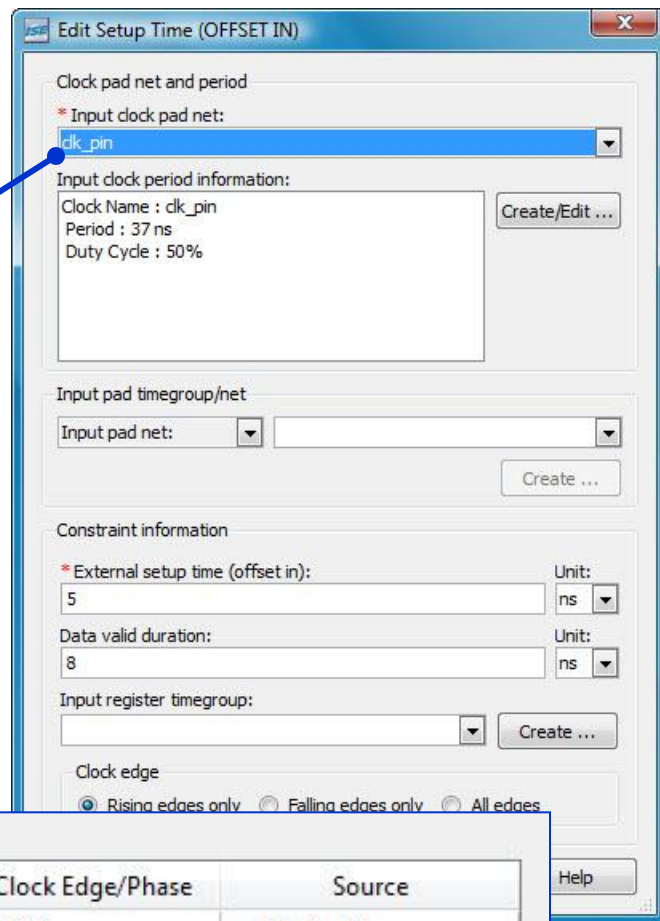 ISE Edit Setup Time (OFFSET IN)
Clock pad net and period
* Input clock pad net:
clk_pin
Input clock period information:
Clock Name : clk_pin
Period : 37 ns
Duty Cycle : 50%
Create/Edit ...
Input pad timegroup/net
Input pad net:
Create ...
Constraint information
* External setup time (offset in): Unit:
5 ns
Data valid duration: Unit:
8 ns
Input register timegroup:
Create ...
Clock edge
Rising edges only Falling edges only All edges
Clock Edge/Phase Source
Help